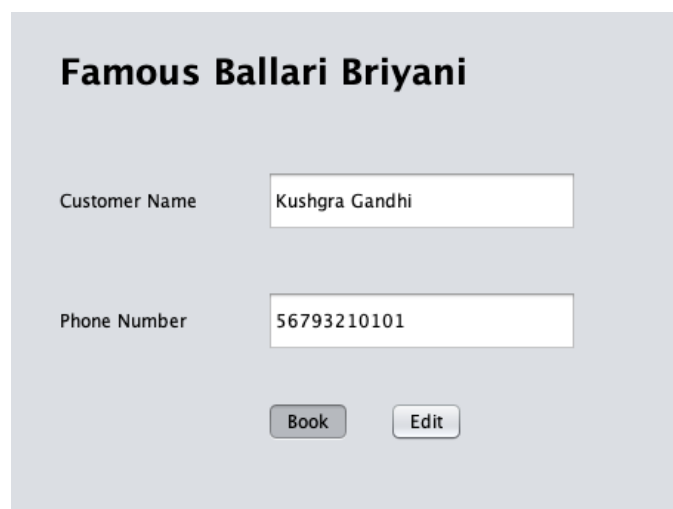 Famous Ballari Briyani
Customer Name Kushgra Gandhi
Phone Number 56793210101
Book Edit